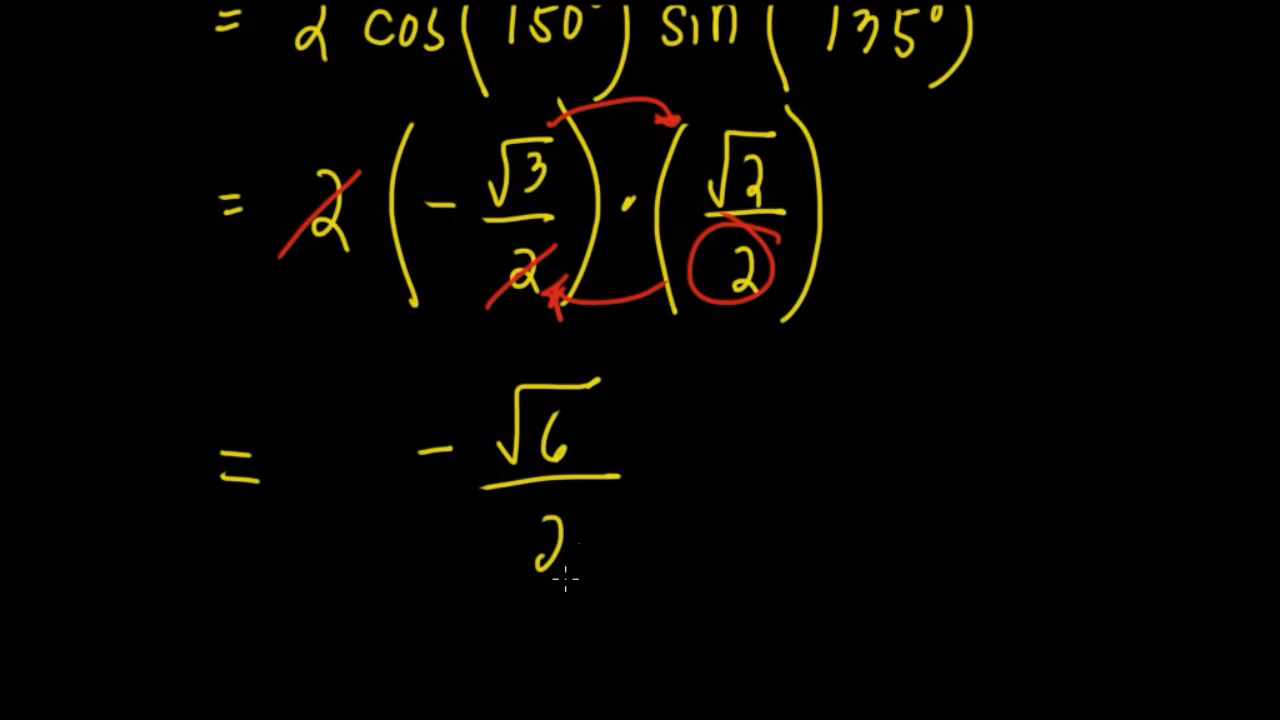 = 2 cos(150°) sin(135°)
= 2(-√3/2)·(√2/2)
= -√6/2